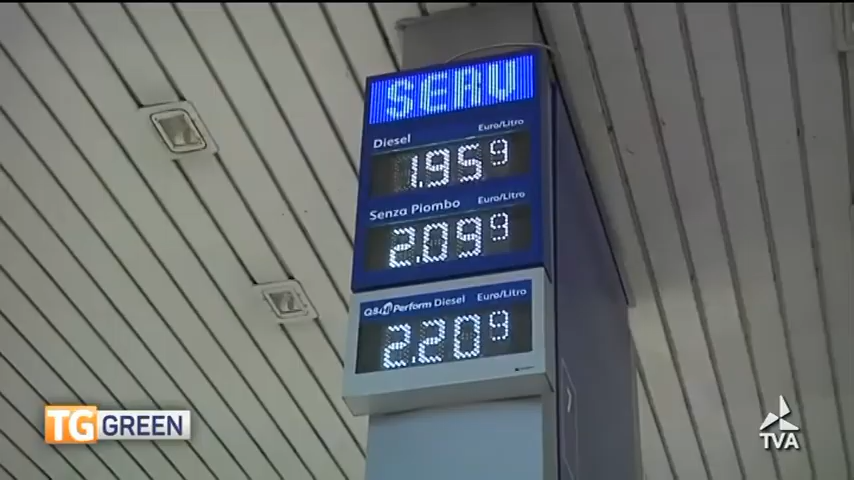 SERV
Diesel Euro/Litro
1.959
Senza Piombo Euro/Litro
2.099
Q8 Hi Perform Diesel Euro/Litro
2.209
TG GREEN
TVA